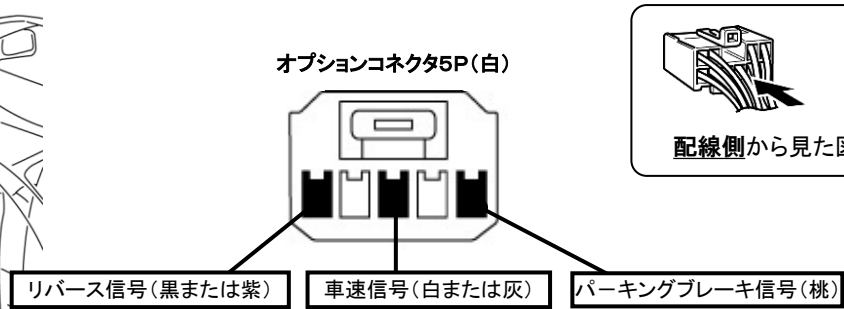 オプションコネクタ5P(白)
配線側から見た図
リバース信号(黒または紫)
車速信号(白または灰)
パーキングブレーキ信号(桃)